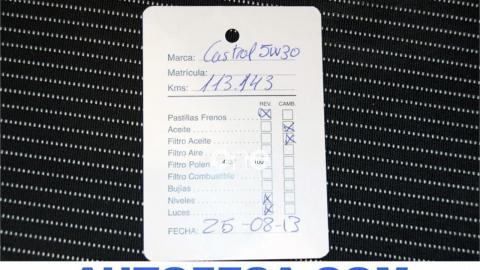 Marca: Castrol 5W30
Matrícula:
Kms: 113.143
REV. CAMB.
Pastillas Frenos
Aceite
Filtro Aceite
Filtro Aire
Filtro Polen
Filtro Combustible
Bujías
Niveles
Luces
FECHA: 25-08-13